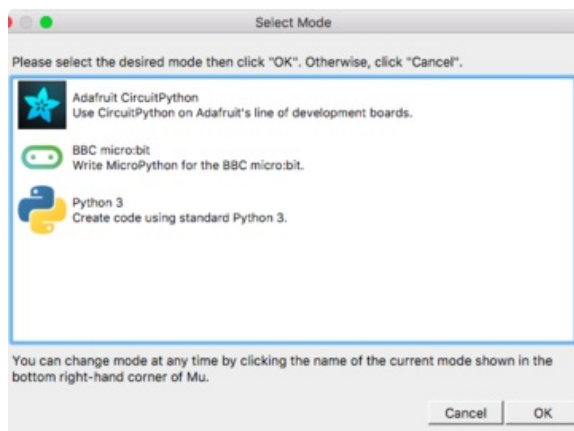 Select Mode
Please select the desired mode then click "OK". Otherwise, click "Cancel".
Adafruit CircuitPython
Use CircuitPython on Adafruit's line of development boards.
BBC micro:bit
Write MicroPython for the BBC micro:bit.
Python 3
Create code using standard Python 3.
You can change mode at any time by clicking the name of the current mode shown in the
bottom right-hand corner of Mu.
Cancel OK